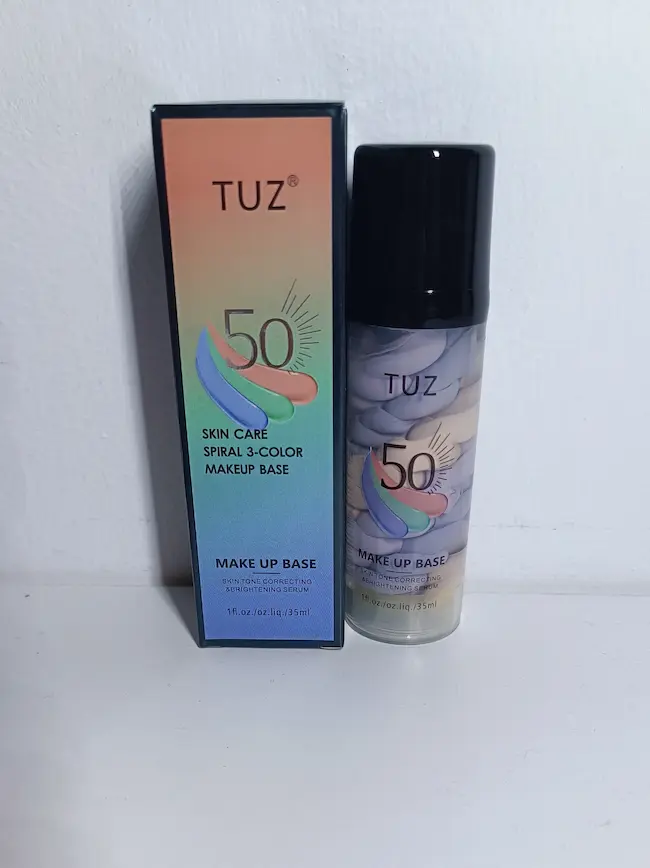 TUZ®
50
SKIN CARE
SPIRAL 3-COLOR
MAKEUP BASE
MAKE UP BASE
SKIN TONE CORRECTING
&BRIGHTENING SERUM
1fl.oz./oz.liq./35ml
TUZ
50
MAKE UP BASE
SKIN TONE CORRECTING
&BRIGHTENING SERUM
1fl.oz./oz.liq./35ml